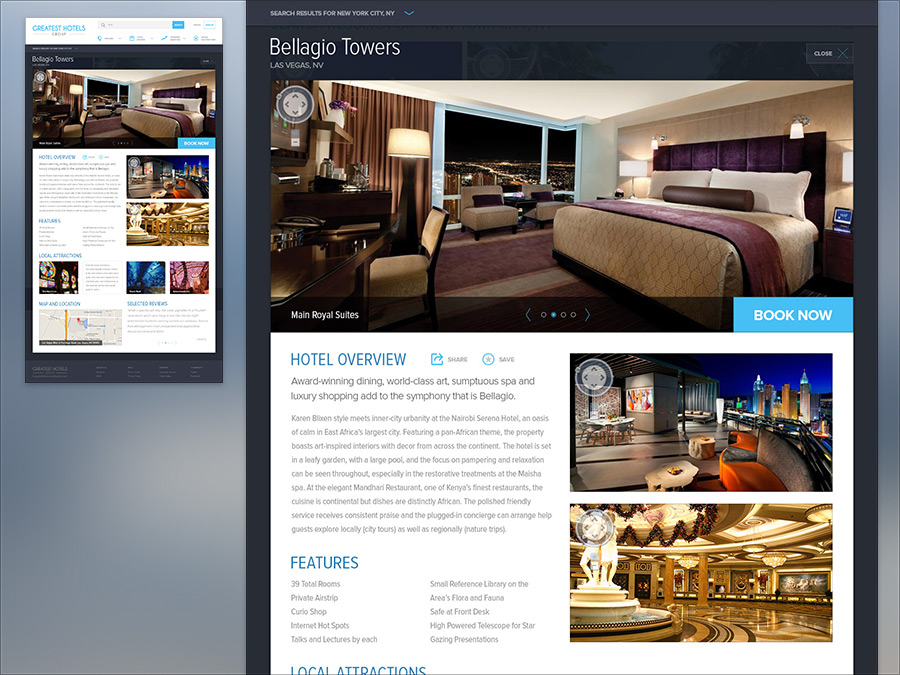 GREATEST HOTELS
GROUP
Bellagio Towers
Main Royal Suites
BOOK NOW
HOTEL OVERVIEW
FEATURES
LOCAL ATTRACTIONS
MAP AND LOCATION
SELECTED REVIEWS
GREATEST HOTELS
SEARCH RESULTS FOR NEW YORK CITY, NY
Bellagio Towers
LAS VEGAS, NV
CLOSE
Main Royal Suites
BOOK NOW
HOTEL OVERVIEW
SHARE
SAVE
Award-winning dining, world-class art, sumptuous spa and
luxury shopping add to the symphony that is Bellagio.
Karen Blixen style meets inner-city urbanity at the Nairobi Serena Hotel, an oasis
of calm in East Africa's largest city. Featuring a pan-African theme, the property
boasts art-inspired interiors with decor from across the continent. The hotel is set
in a leafy garden, with a large pool, and the focus on pampering and relaxation
can be seen throughout, especially in the restorative treatments at the Maisha
spa. At the elegant Mandhari Restaurant, one of Kenya's finest restaurants, the
cuisine is continental but dishes are distinctly African. The polished friendly
service receives consistent praise and the plugged-in concierge can arrange help
guests explore locally (city tours) as well as regionally (nature trips).
FEATURES
39 Total Rooms
Private Airstrip
Curio Shop
Internet Hot Spots
Talks and Lectures by each
Small Reference Library on the
Area's Flora and Fauna
Safe at Front Desk
High Powered Telescope for Star
Gazing Presentations
LOCAL ATTRACTIONS